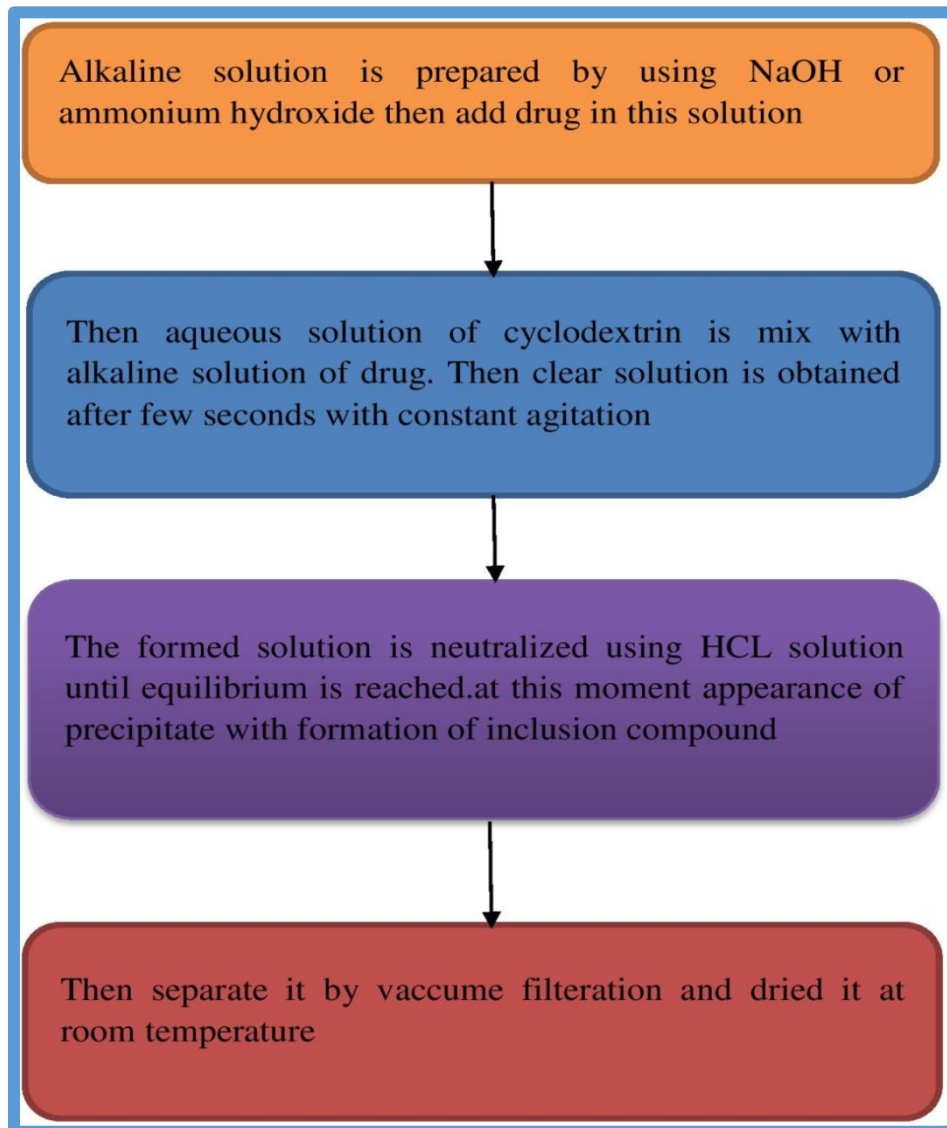 Alkaline solution is prepared by using NaOH or
ammonium hydroxide then add drug in this solution
Then aqueous solution of cyclodextrin is mix with
alkaline solution of drug. Then clear solution is obtained
after few seconds with constant agitation
The formed solution is neutralized using HCL solution
until equilibrium is reached.at this moment appearance of
precipitate with formation of inclusion compound
Then separate it by vaccume filteration and dried it at
room temperature